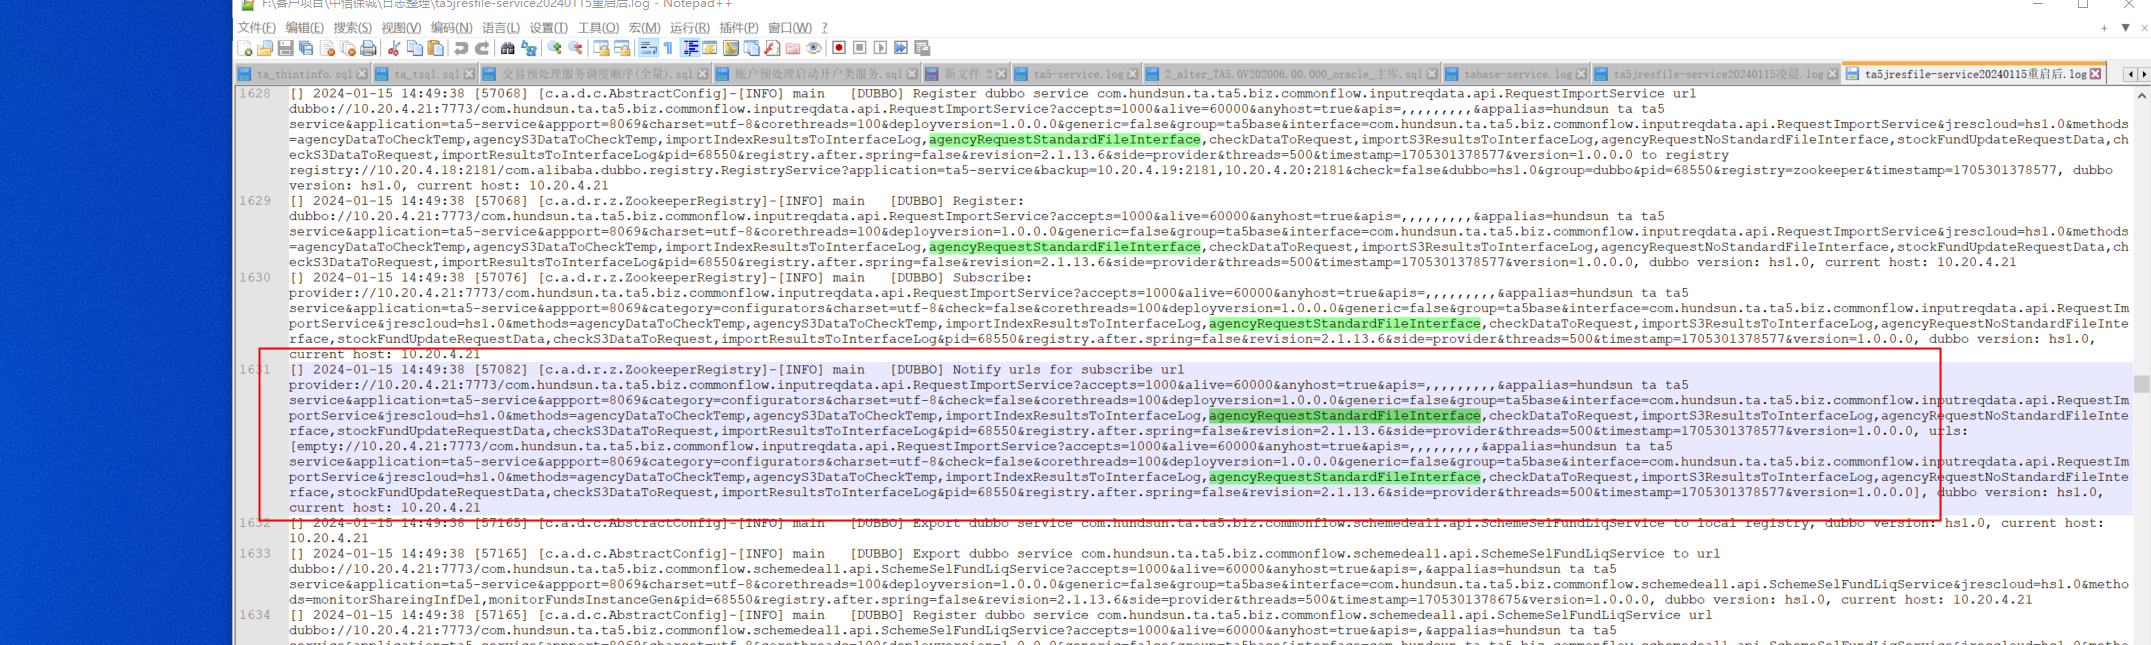 F:\客户项目\中信保诚\日志整理\ta5jresfile-service20240115重启后.log - Notepad++
文件(F) 编辑(E) 搜索(S) 视图(V) 编码(N) 语言(L) 设置(T) 工具(O) 宏(M) 运行(R) 插件(P) 窗口(W) ?
ta_thintinfo.sql ta_tsql.sql 交易预处理服务调度顺序(全量).sql 账户预处理启动开户类服务.sql 新文件 2 ta5-service.log 2_alter_TA5.0V202006.00.000_oracle_主库.sql tabase-service.log ta5jresfile-service20240115凌晨.log ta5jresfile-service20240115重启后.log
1628 [] 2024-01-15 14:49:38 [57068] [c.a.d.c.AbstractConfig]-[INFO] main [DUBBO] Register dubbo service com.hundsun.ta.ta5.biz.commonflow.inputreqdata.api.RequestImportService url
dubbo://10.20.4.21:7773/com.hundsun.ta.ta5.biz.commonflow.inputreqdata.api.RequestImportService?accepts=1000&alive=60000&anyhost=true&apis=,,,,,,,,,&appalias=hundsun ta ta5
service&application=ta5-service&appport=8069&charset=utf-8&corethreads=100&deployversion=1.0.0.0&generic=false&group=ta5base&interface=com.hundsun.ta.ta5.biz.commonflow.inputreqdata.api.RequestImportService&jrescloud=hs1.0&methods
=agencyDataToCheckTemp,agencyS3DataToCheckTemp,importIndexResultsToInterfaceLog,agencyRequestStandardFileInterface,checkDataToRequest,importS3ResultsToInterfaceLog,agencyRequestNoStandardFileInterface,stockFundUpdateRequestData,ch
eckS3DataToRequest,importResultsToInterfaceLog&pid=68550&registry.after.spring=false&revision=2.1.13.6&side=provider&threads=500&timestamp=1705301378577&version=1.0.0.0 to registry
registry://10.20.4.18:2181/com.alibaba.dubbo.registry.RegistryService?application=ta5-service&backup=10.20.4.19:2181,10.20.4.20:2181&check=false&dubbo=hs1.0&group=dubbo&pid=68550&registry=zookeeper&timestamp=1705301378577, dubbo
version: hs1.0, current host: 10.20.4.21
1629 [] 2024-01-15 14:49:38 [57068] [c.a.d.r.z.ZookeeperRegistry]-[INFO] main [DUBBO] Register:
dubbo://10.20.4.21:7773/com.hundsun.ta.ta5.biz.commonflow.inputreqdata.api.RequestImportService?accepts=1000&alive=60000&anyhost=true&apis=,,,,,,,,,&appalias=hundsun ta ta5
service&application=ta5-service&appport=8069&charset=utf-8&corethreads=100&deployversion=1.0.0.0&generic=false&group=ta5base&interface=com.hundsun.ta.ta5.biz.commonflow.inputreqdata.api.RequestImportService&jrescloud=hs1.0&methods
=agencyDataToCheckTemp,agencyS3DataToCheckTemp,importIndexResultsToInterfaceLog,agencyRequestStandardFileInterface,checkDataToRequest,importS3ResultsToInterfaceLog,agencyRequestNoStandardFileInterface,stockFundUpdateRequestData,ch
eckS3DataToRequest,importResultsToInterfaceLog&pid=68550&registry.after.spring=false&revision=2.1.13.6&side=provider&threads=500&timestamp=1705301378577&version=1.0.0.0, dubbo version: hs1.0, current host: 10.20.4.21
1630 [] 2024-01-15 14:49:38 [57076] [c.a.d.r.z.ZookeeperRegistry]-[INFO] main [DUBBO] Subscribe:
provider://10.20.4.21:7773/com.hundsun.ta.ta5.biz.commonflow.inputreqdata.api.RequestImportService?accepts=1000&alive=60000&anyhost=true&apis=,,,,,,,,,&appalias=hundsun ta ta5
service&application=ta5-service&appport=8069&category=configurators&charset=utf-8&check=false&corethreads=100&deployversion=1.0.0.0&generic=false&group=ta5base&interface=com.hundsun.ta.ta5.biz.commonflow.inputreqdata.api.RequestIm
portService&jrescloud=hs1.0&methods=agencyDataToCheckTemp,agencyS3DataToCheckTemp,importIndexResultsToInterfaceLog,agencyRequestStandardFileInterface,checkDataToRequest,importS3ResultsToInterfaceLog,agencyRequestNoStandardFileInte
rface,stockFundUpdateRequestData,checkS3DataToRequest,importResultsToInterfaceLog&pid=68550&registry.after.spring=false&revision=2.1.13.6&side=provider&threads=500&timestamp=1705301378577&version=1.0.0.0, dubbo version: hs1.0,
current host: 10.20.4.21
1631 [] 2024-01-15 14:49:38 [57082] [c.a.d.r.z.ZookeeperRegistry]-[INFO] main [DUBBO] Notify urls for subscribe url
provider://10.20.4.21:7773/com.hundsun.ta.ta5.biz.commonflow.inputreqdata.api.RequestImportService?accepts=1000&alive=60000&anyhost=true&apis=,,,,,,,,,&appalias=hundsun ta ta5
service&application=ta5-service&appport=8069&category=configurators&charset=utf-8&check=false&corethreads=100&deployversion=1.0.0.0&generic=false&group=ta5base&interface=com.hundsun.ta.ta5.biz.commonflow.inputreqdata.api.RequestIm
portService&jrescloud=hs1.0&methods=agencyDataToCheckTemp,agencyS3DataToCheckTemp,importIndexResultsToInterfaceLog,agencyRequestStandardFileInterface,checkDataToRequest,importS3ResultsToInterfaceLog,agencyRequestNoStandardFileInte
rface,stockFundUpdateRequestData,checkS3DataToRequest,importResultsToInterfaceLog&pid=68550&registry.after.spring=false&revision=2.1.13.6&side=provider&threads=500&timestamp=1705301378577&version=1.0.0.0, urls:
[empty://10.20.4.21:7773/com.hundsun.ta.ta5.biz.commonflow.inputreqdata.api.RequestImportService?accepts=1000&alive=60000&anyhost=true&apis=,,,,,,,,,&appalias=hundsun ta ta5
service&application=ta5-service&appport=8069&category=configurators&charset=utf-8&check=false&corethreads=100&deployversion=1.0.0.0&generic=false&group=ta5base&interface=com.hundsun.ta.ta5.biz.commonflow.inputreqdata.api.RequestIm
portService&jrescloud=hs1.0&methods=agencyDataToCheckTemp,agencyS3DataToCheckTemp,importIndexResultsToInterfaceLog,agencyRequestStandardFileInterface,checkDataToRequest,importS3ResultsToInterfaceLog,agencyRequestNoStandardFileInte
rface,stockFundUpdateRequestData,checkS3DataToRequest,importResultsToInterfaceLog&pid=68550&registry.after.spring=false&revision=2.1.13.6&side=provider&threads=500&timestamp=1705301378577&version=1.0.0.0], dubbo version: hs1.0,
current host: 10.20.4.21
1632 [] 2024-01-15 14:49:38 [57165] [c.a.d.c.AbstractConfig]-[INFO] main [DUBBO] Export dubbo service com.hundsun.ta.ta5.biz.commonflow.schemedeal1.api.SchemeSelFundLiqService to local registry, dubbo version: hs1.0, current host:
10.20.4.21
1633 [] 2024-01-15 14:49:38 [57165] [c.a.d.c.AbstractConfig]-[INFO] main [DUBBO] Export dubbo service com.hundsun.ta.ta5.biz.commonflow.schemedeal1.api.SchemeSelFundLiqService to url
dubbo://10.20.4.21:7773/com.hundsun.ta.ta5.biz.commonflow.schemedeal1.api.SchemeSelFundLiqService?accepts=1000&alive=60000&anyhost=true&apis=,&appalias=hundsun ta ta5
service&application=ta5-service&appport=8069&charset=utf-8&corethreads=100&deployversion=1.0.0.0&generic=false&group=ta5base&interface=com.hundsun.ta.ta5.biz.commonflow.schemedeal1.api.SchemeSelFundLiqService&jrescloud=hs1.0&metho
ds=monitorShareingInfDel,monitorFundsInstanceGen&pid=68550&registry.after.spring=false&revision=2.1.13.6&side=provider&threads=500&timestamp=1705301378675&version=1.0.0.0, dubbo version: hs1.0, current host: 10.20.4.21
1634 [] 2024-01-15 14:49:38 [57165] [c.a.d.c.AbstractConfig]-[INFO] main [DUBBO] Register dubbo service com.hundsun.ta.ta5.biz.commonflow.schemedeal1.api.SchemeSelFundLiqService url
dubbo://10.20.4.21:7773/com.hundsun.ta.ta5.biz.commonflow.schemedeal1.api.SchemeSelFundLiqService?accepts=1000&alive=60000&anyhost=true&apis=,&appalias=hundsun ta ta5